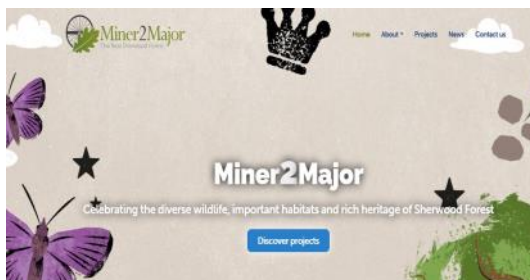 Miner2Major
The Real Sherwood Forest
Home About Projects News Contact us
Miner2Major
Celebrating the diverse wildlife, important habitats and rich heritage of Sherwood Forest
Discover projects